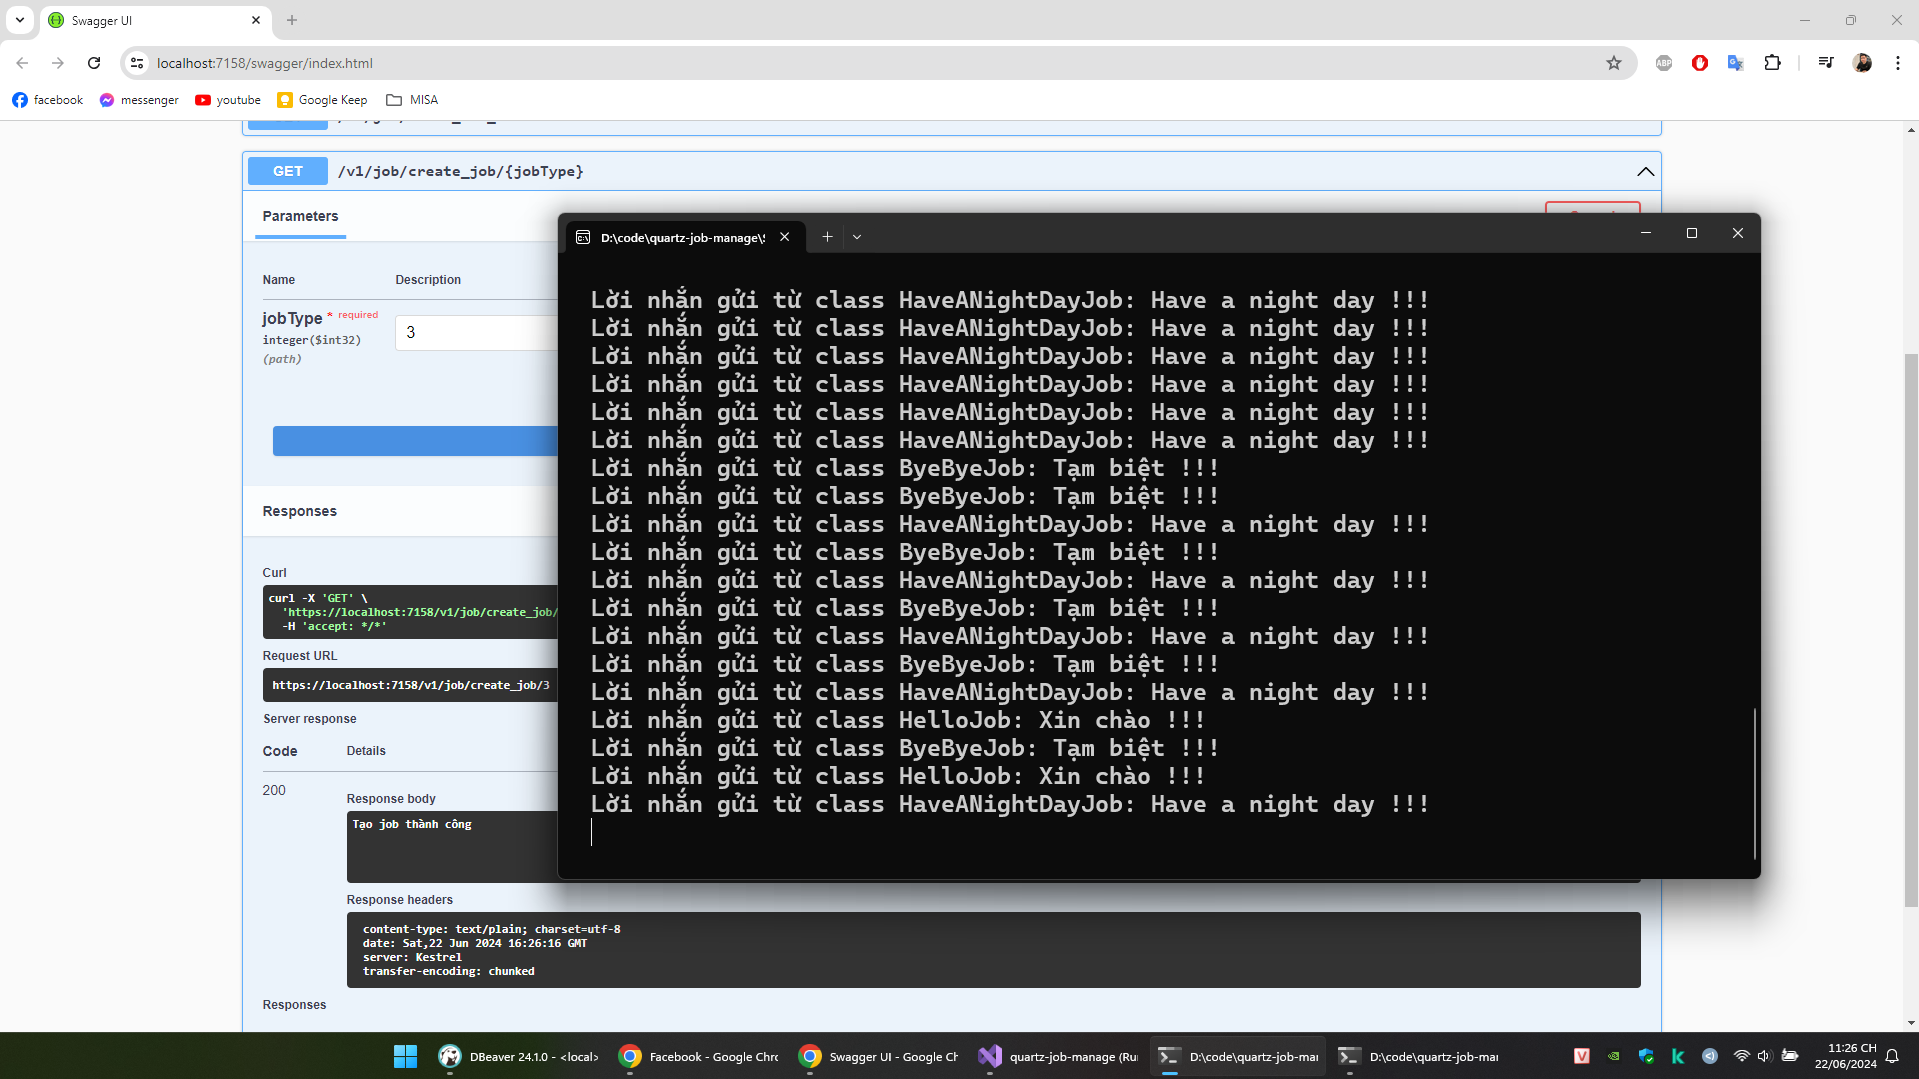 Swagger UI
localhost:7158/swagger/index.html
ABP
facebook
messenger
youtube
Google Keep
MISA
GET
/v1/job/create_job/{jobType}
Parameters
Name
Description
jobType * required
integer($int32)
(path)
3
Responses
Curl
curl -X 'GET' \
'https://localhost:7158/v1/job/create_job/
-H 'accept: */*'
Request URL
https://localhost:7158/v1/job/create_job/3
Server response
Code
Details
200
Response body
Tạo job thành công
Response headers
content-type: text/plain; charset=utf-8
date: Sat,22 Jun 2024 16:26:16 GMT
server: Kestrel
transfer-encoding: chunked
Responses
D:\code\quartz-job-manage\S
Lời nhắn gửi từ class HaveANightDayJob: Have a night day !!!
Lời nhắn gửi từ class HaveANightDayJob: Have a night day !!!
Lời nhắn gửi từ class HaveANightDayJob: Have a night day !!!
Lời nhắn gửi từ class HaveANightDayJob: Have a night day !!!
Lời nhắn gửi từ class HaveANightDayJob: Have a night day !!!
Lời nhắn gửi từ class HaveANightDayJob: Have a night day !!!
Lời nhắn gửi từ class ByeByeJob: Tạm biệt !!!
Lời nhắn gửi từ class ByeByeJob: Tạm biệt !!!
Lời nhắn gửi từ class HaveANightDayJob: Have a night day !!!
Lời nhắn gửi từ class ByeByeJob: Tạm biệt !!!
Lời nhắn gửi từ class HaveANightDayJob: Have a night day !!!
Lời nhắn gửi từ class ByeByeJob: Tạm biệt !!!
Lời nhắn gửi từ class HaveANightDayJob: Have a night day !!!
Lời nhắn gửi từ class ByeByeJob: Tạm biệt !!!
Lời nhắn gửi từ class HaveANightDayJob: Have a night day !!!
Lời nhắn gửi từ class HelloJob: Xin chào !!!
Lời nhắn gửi từ class ByeByeJob: Tạm biệt !!!
Lời nhắn gửi từ class HelloJob: Xin chào !!!
Lời nhắn gửi từ class HaveANightDayJob: Have a night day !!!
DBeaver 24.1.0 - <local>
Facebook - Google Chro
Swagger UI - Google Ch
quartz-job-manage (Ru
D:\code\quartz-job-mar
D:\code\quartz-job-mar
11:26 CH
22/06/2024